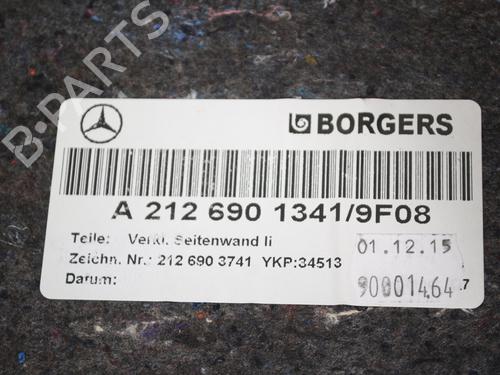 B-PARTS
BORGERS
A 212 690 1341/9F08
Teile: Verkl. Seitenwand li
Zeichn. Nr.: 212 690 3741 YKP:34513
Datum:
01.12.15
90001464
7